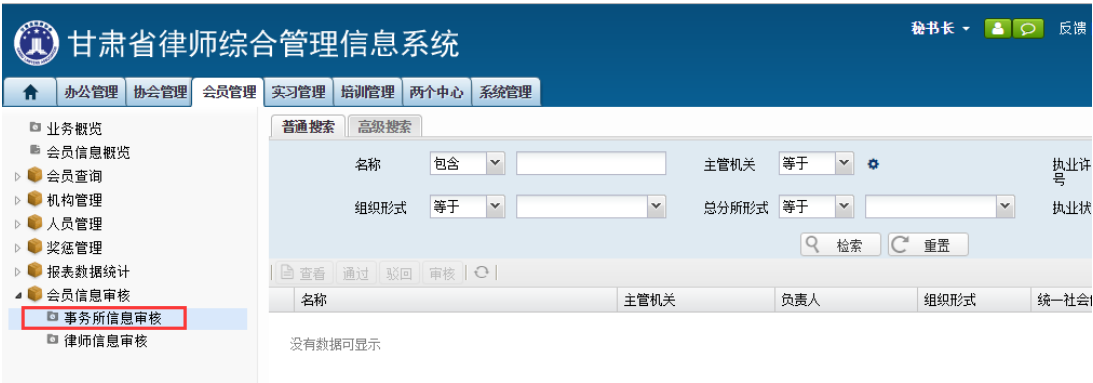 甘肃省律师综合管理信息系统
秘书长 反馈
办公管理 协会管理 会员管理 实习管理 培训管理 两个中心 系统管理
业务概览
会员信息概览
会员查询
机构管理
人员管理
奖惩管理
报表数据统计
会员信息审核
事务所信息审核
律师信息审核
普通搜索 高级搜索
名称 包含 主管机关 等于 执业许
号
组织形式 等于 总分所形式 等于 执业状
检索 重置
查看 通过 驳回 审核
名称 主管机关 负责人 组织形式 统一社会
没有数据可显示